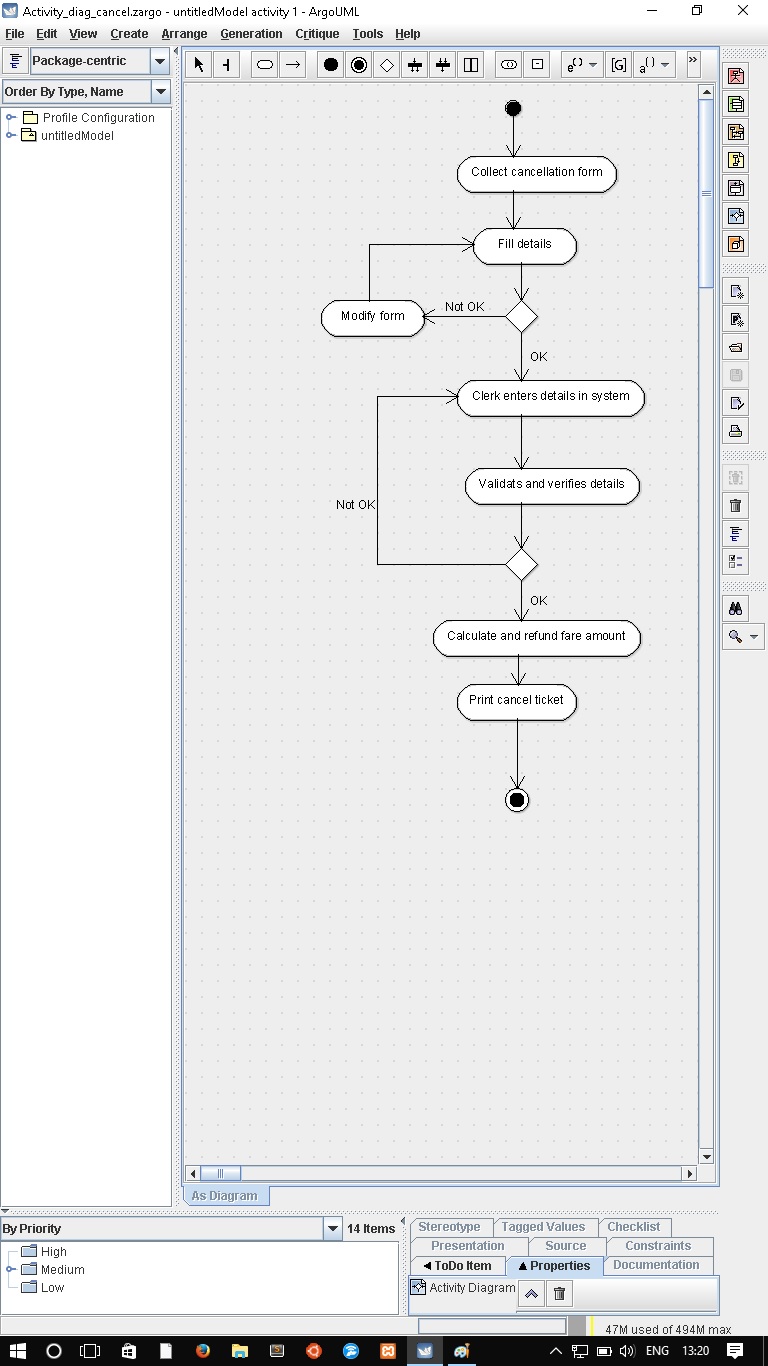 Activity_diag_cancel.zargo - untitledModel activity 1 - ArgoUML
File Edit View Create Arrange Generation Critique Tools Help
Package-centric
Order By Type, Name
Profile Configuration
untitledModel
[G]
Collect cancellation form
Fill details
Not OK
Modify form
OK
Clerk enters details in system
Validats and verifies details
Not OK
OK
Calculate and refund fare amount
Print cancel ticket
As Diagram
By Priority
14 Items
High
Medium
Low
Stereotype Tagged Values Checklist
Presentation Source Constraints
ToDo Item Properties Documentation
Activity Diagram
47M used of 494M max
ENG 13:20